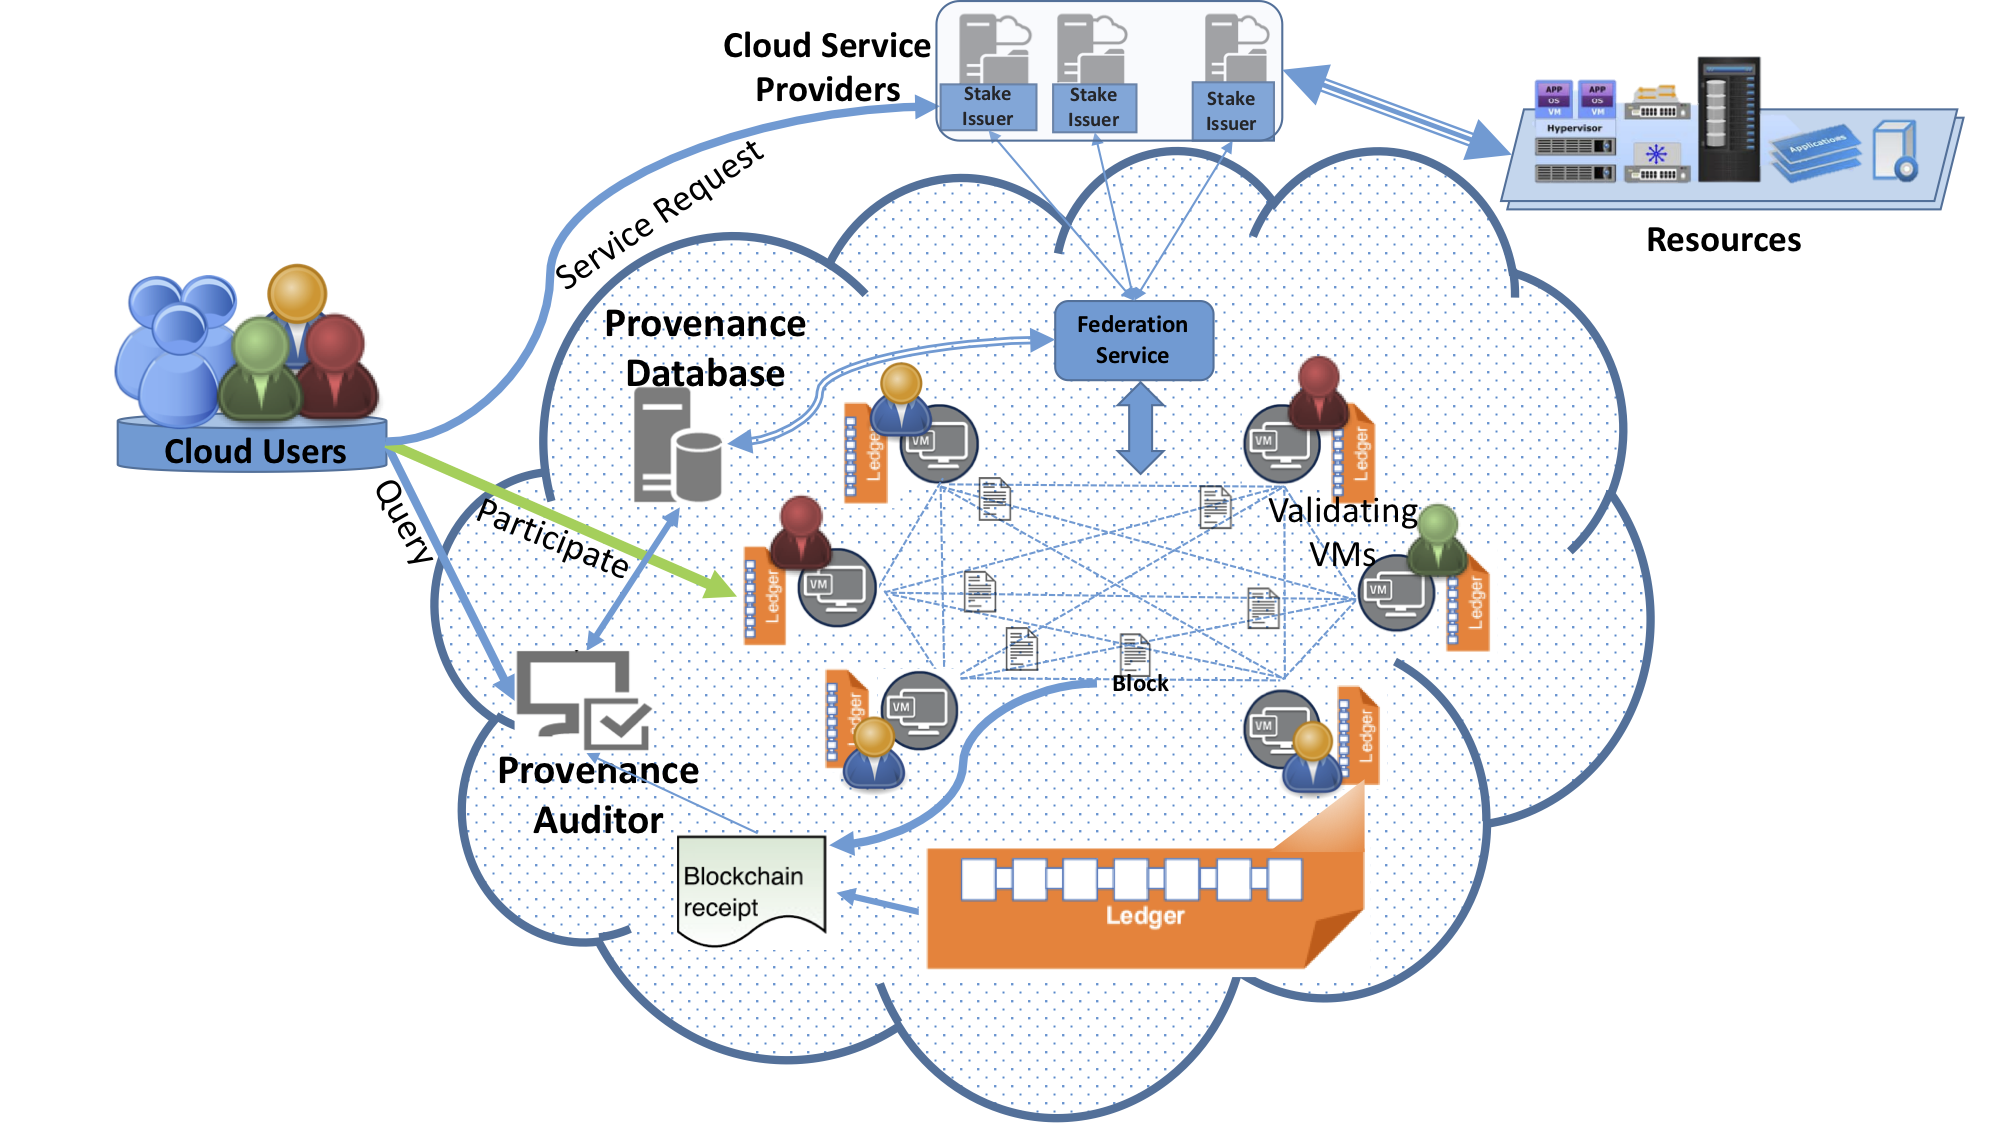 Cloud Service
Providers
Stake
Issuer
Stake
Issuer
Stake
Issuer
APP
OS
VM
APP
OS
VM
Hypervisor
Applications
Resources
Service Request
Provenance
Database
Federation
Service
Cloud Users
Query
Participate
Ledger
VM
VM
Ledger
Validating
VMs
Ledger
VM
VM
Ledger
Ledger
VM
VM
Ledger
Block
Provenance
Auditor
Blockchain
receipt
Ledger